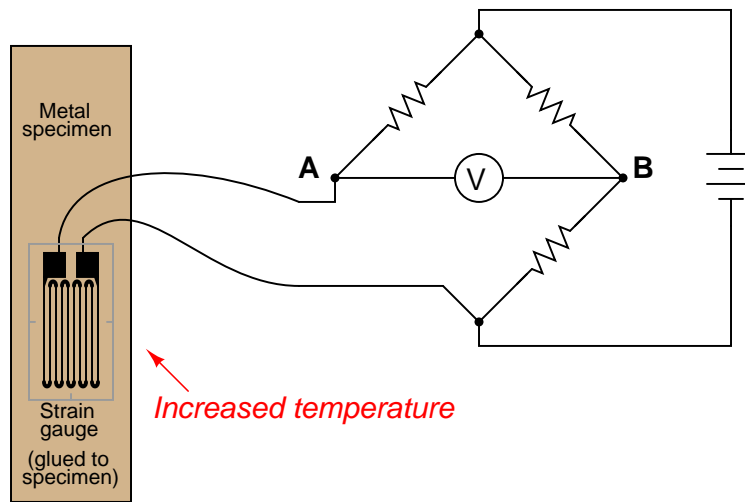 Metal
specimen
A
V
B
Increased temperature
Strain
gauge
(glued to
specimen)